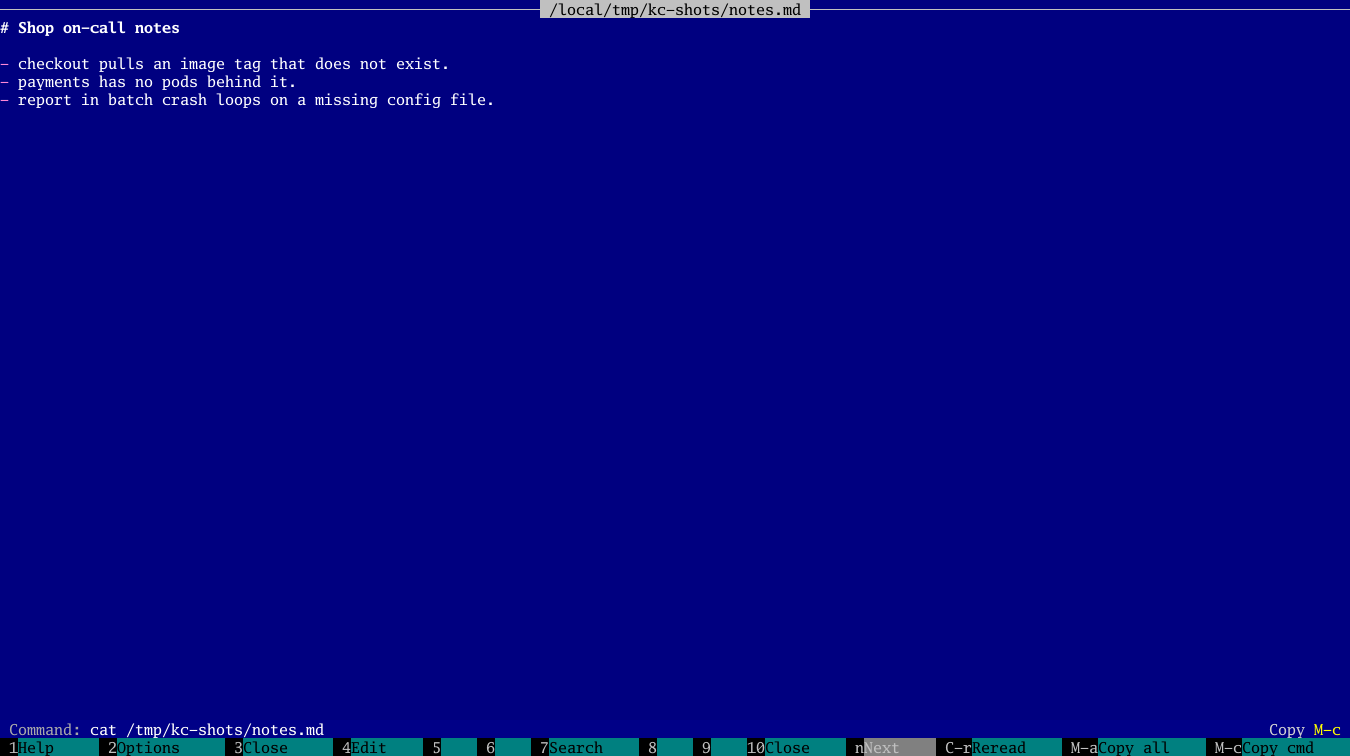 /local/tmp/kc-shots/notes.md
# Shop on-call notes
- checkout pulls an image tag that does not exist.
- payments has no pods behind it.
- report in batch crash loops on a missing config file.
Command: cat /tmp/kc-shots/notes.md Copy M-c
1Help 2Options 3Close 4Edit 5 6 7Search 8 9 10Close nNext C-rReread M-aCopy all M-cCopy cmd